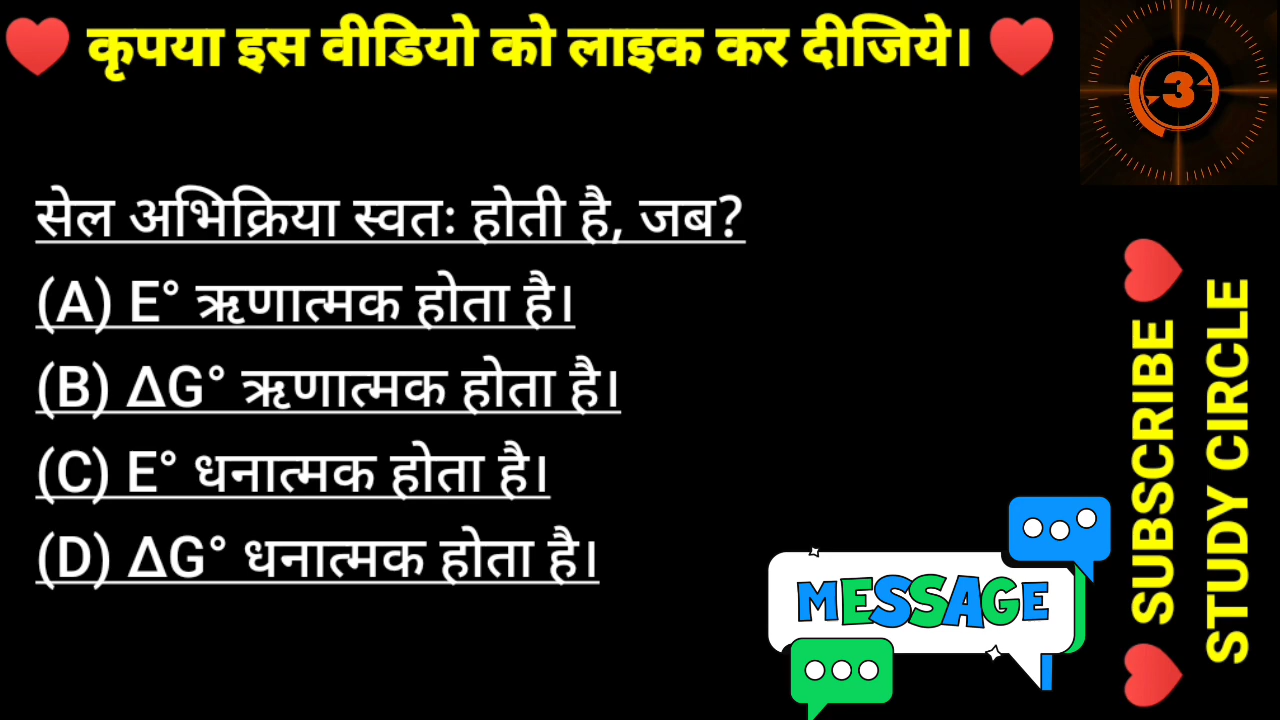 ❤️ कृपया इस वीडियो को लाइक कर दीजिये। ❤️
3
सेल अभिक्रिया स्वतः होती है, जब?
(A) E° ऋणात्मक होता है।
(B) ΔG° ऋणात्मक होता है।
(C) E° धनात्मक होता है।
(D) ΔG° धनात्मक होता है।
MESSAGE
❤️ SUBSCRIBE ❤️
STUDY CIRCLE